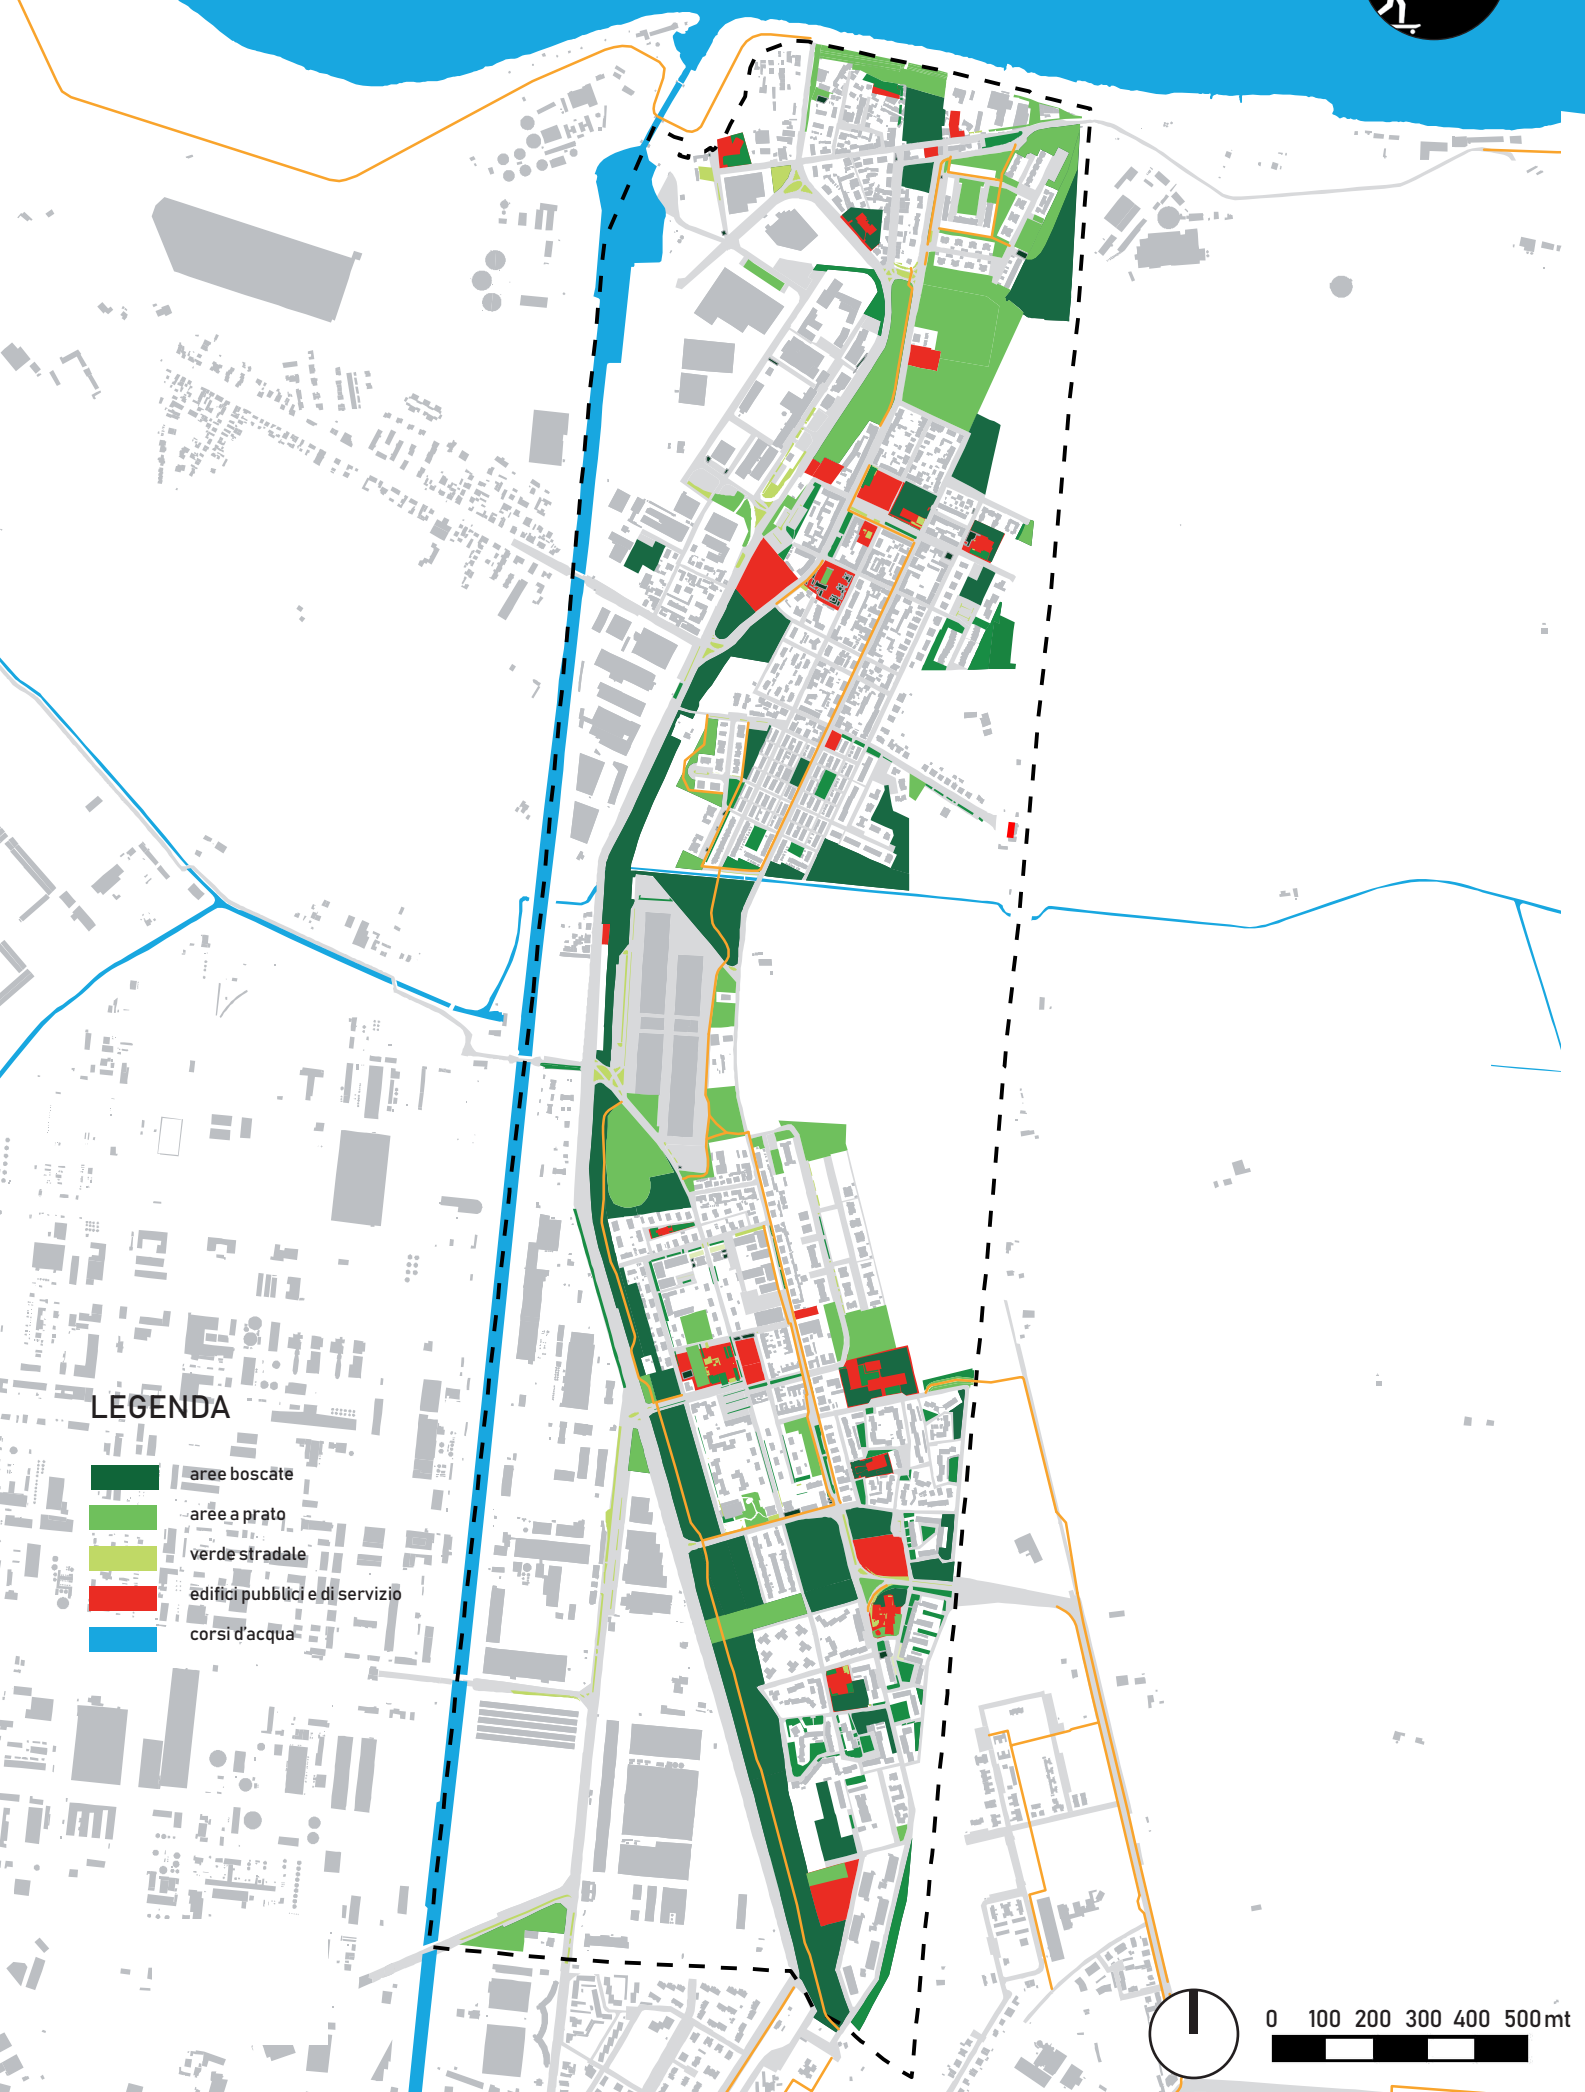 LEGENDA
aree boscate
aree a prato
verde stradale
edifici pubblici e di servizio
corsi d'acqua
0 100 200 300 400 500 mt